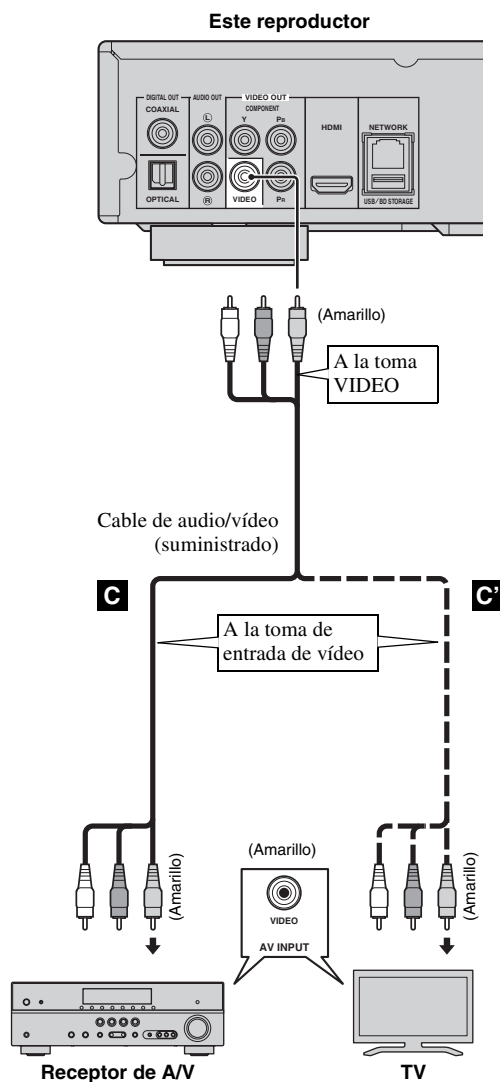 Este reproductor
DIGITAL OUT
AUDIO OUT
VIDEO OUT
COAXIAL
COMPONENT
L
Y
PB
HDMI
NETWORK
OPTICAL
R
VIDEO
PR
USB/BD STORAGE
(Amarillo)
A la toma
VIDEO
Cable de audio/vídeo
(suministrado)
C
C'
A la toma de
entrada de vídeo
(Amarillo)
(Amarillo)
(Amarillo)
VIDEO
AV INPUT
Receptor de A/V
TV